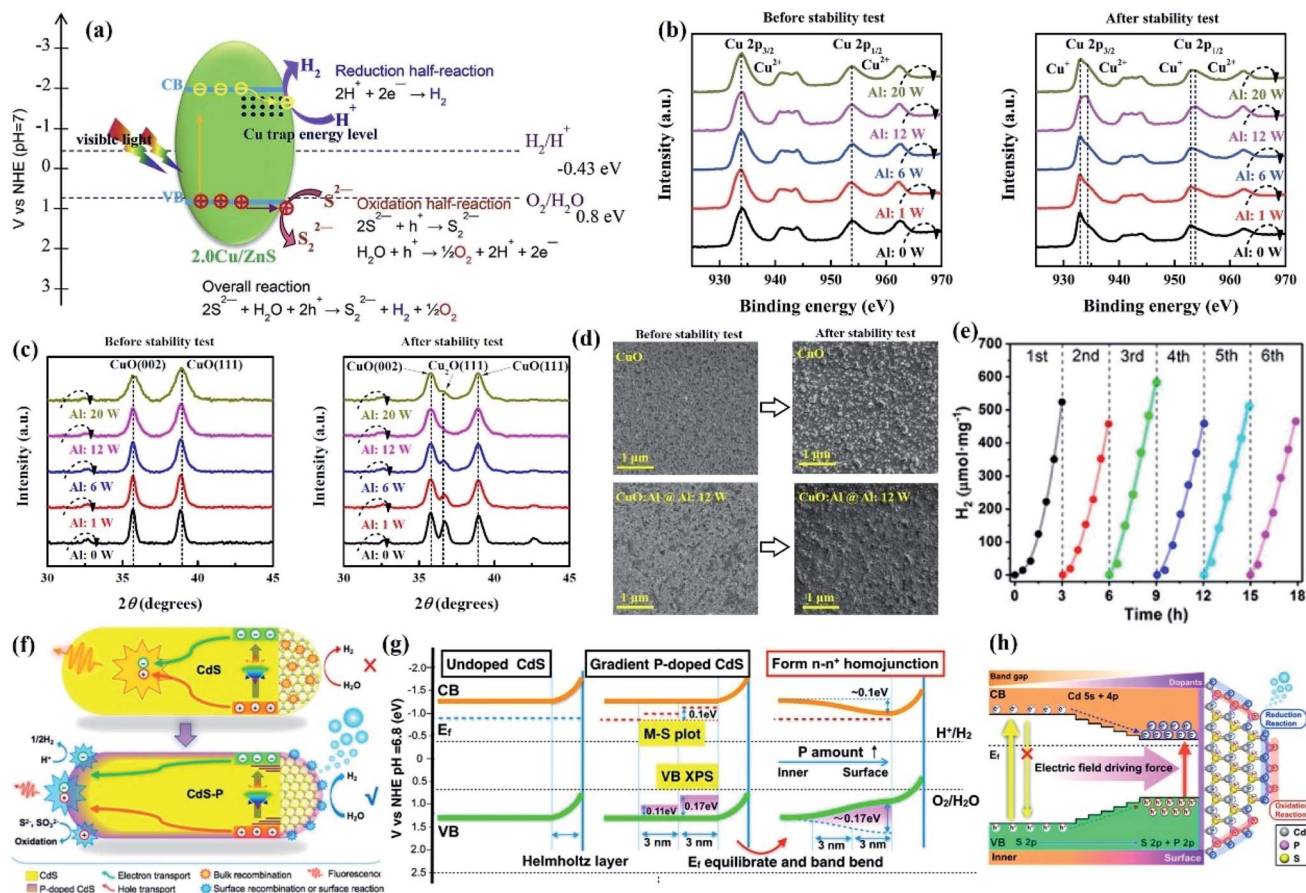 (a)
V vs NHE (pH=7)
-3
-2
-1
0
1
2
3
CB
VB
visible light
2.0Cu/ZnS
H₂
H⁺
Cu trap energy level
Reduction half-reaction
2H⁺ + 2e⁻ → H₂
H₂/H⁺
-0.43 eV
O₂/H₂O
0.8 eV
S²⁻
S₂²⁻
Oxidation half-reaction
2S²⁻ + h⁺ → S₂²⁻
H₂O + h⁺ → ½O₂ + 2H⁺ + 2e⁻
Overall reaction
2S²⁻ + H₂O + 2h⁺ → S₂²⁻ + H₂ + ½O₂
(b)
Before stability test
Cu 2p₃/₂
Cu 2p₁/₂
Cu²⁺
Cu²⁺
Al: 20 W
Al: 12 W
Al: 6 W
Al: 1 W
Al: 0 W
Intensity (a.u.)
930 940 950 960 970
Binding energy (eV)
After stability test
Cu 2p₃/₂
Cu 2p₁/₂
Cu⁺
Cu²⁺
Cu⁺
Cu²⁺
Al: 20 W
Al: 12 W
Al: 6 W
Al: 1 W
Al: 0 W
Intensity (a.u.)
930 940 950 960 970
Binding energy (eV)
(c)
Before stability test
CuO(002)
CuO(111)
Al: 20 W
Al: 12 W
Al: 6 W
Al: 1 W
Al: 0 W
Intensity (a.u.)
30 35 40 45
2θ (degrees)
After stability test
CuO(002)
Cu₂O(111)
CuO(111)
Al: 20 W
Al: 12 W
Al: 6 W
Al: 1 W
Al: 0 W
Intensity (a.u.)
30 35 40 45
2θ (degrees)
(d)
Before stability test
After stability test
CuO
1 μm
CuO
1 μm
CuO:Al @ Al: 12 W
1 μm
CuO:Al @ Al: 12 W
1 μm
(e)
1st 2nd 3rd 4th 5th 6th
H₂ (μmol·mg⁻¹)
700
600
500
400
300
200
100
0
0 3 6 9 12 15 18
Time (h)
(f)
CdS
H₂
H₂O
1/2H₂
H⁺
CdS-P
S²⁻, SO₃²⁻
Oxidation
H₂
H₂O
CdS
P-doped CdS
Electron transport
Hole transport
Bulk recombination
Surface recombination or surface reaction
Fluorescence
(g)
Undoped CdS
Gradient P-doped CdS
Form n-n⁺ homojunction
V vs NHE pH =6.8 (eV)
-2.0
-1.5
-1.0
0.5
0
0.5
1.0
1.5
2.0
2.5
CB
E_f
VB
0.1eV
M-S plot
VB XPS
0.11eV
0.17eV
3 nm 3 nm
~0.1eV
H⁺/H₂
P amount ↑
Inner Surface
O₂/H₂O
~0.17eV
3 nm 3 nm
Helmholtz layer
E_f equilibrate and band bend
(h)
Band gap
Dopants
CB
Cd 5s + 4p
E_f
Electric field driving force
VB
S 2p
S 2p + P 2p
Inner
Surface
Reduction
Reaction
Oxidation
Reaction
Cd
P
S